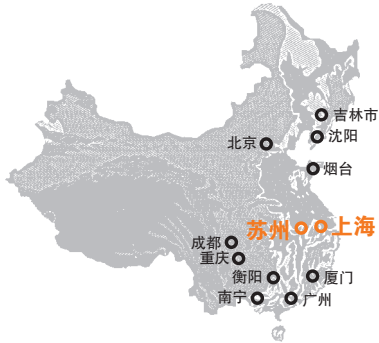 吉林市
沈阳
北京
烟台
苏州
上海
成都
重庆
衡阳
厦门
南宁
广州